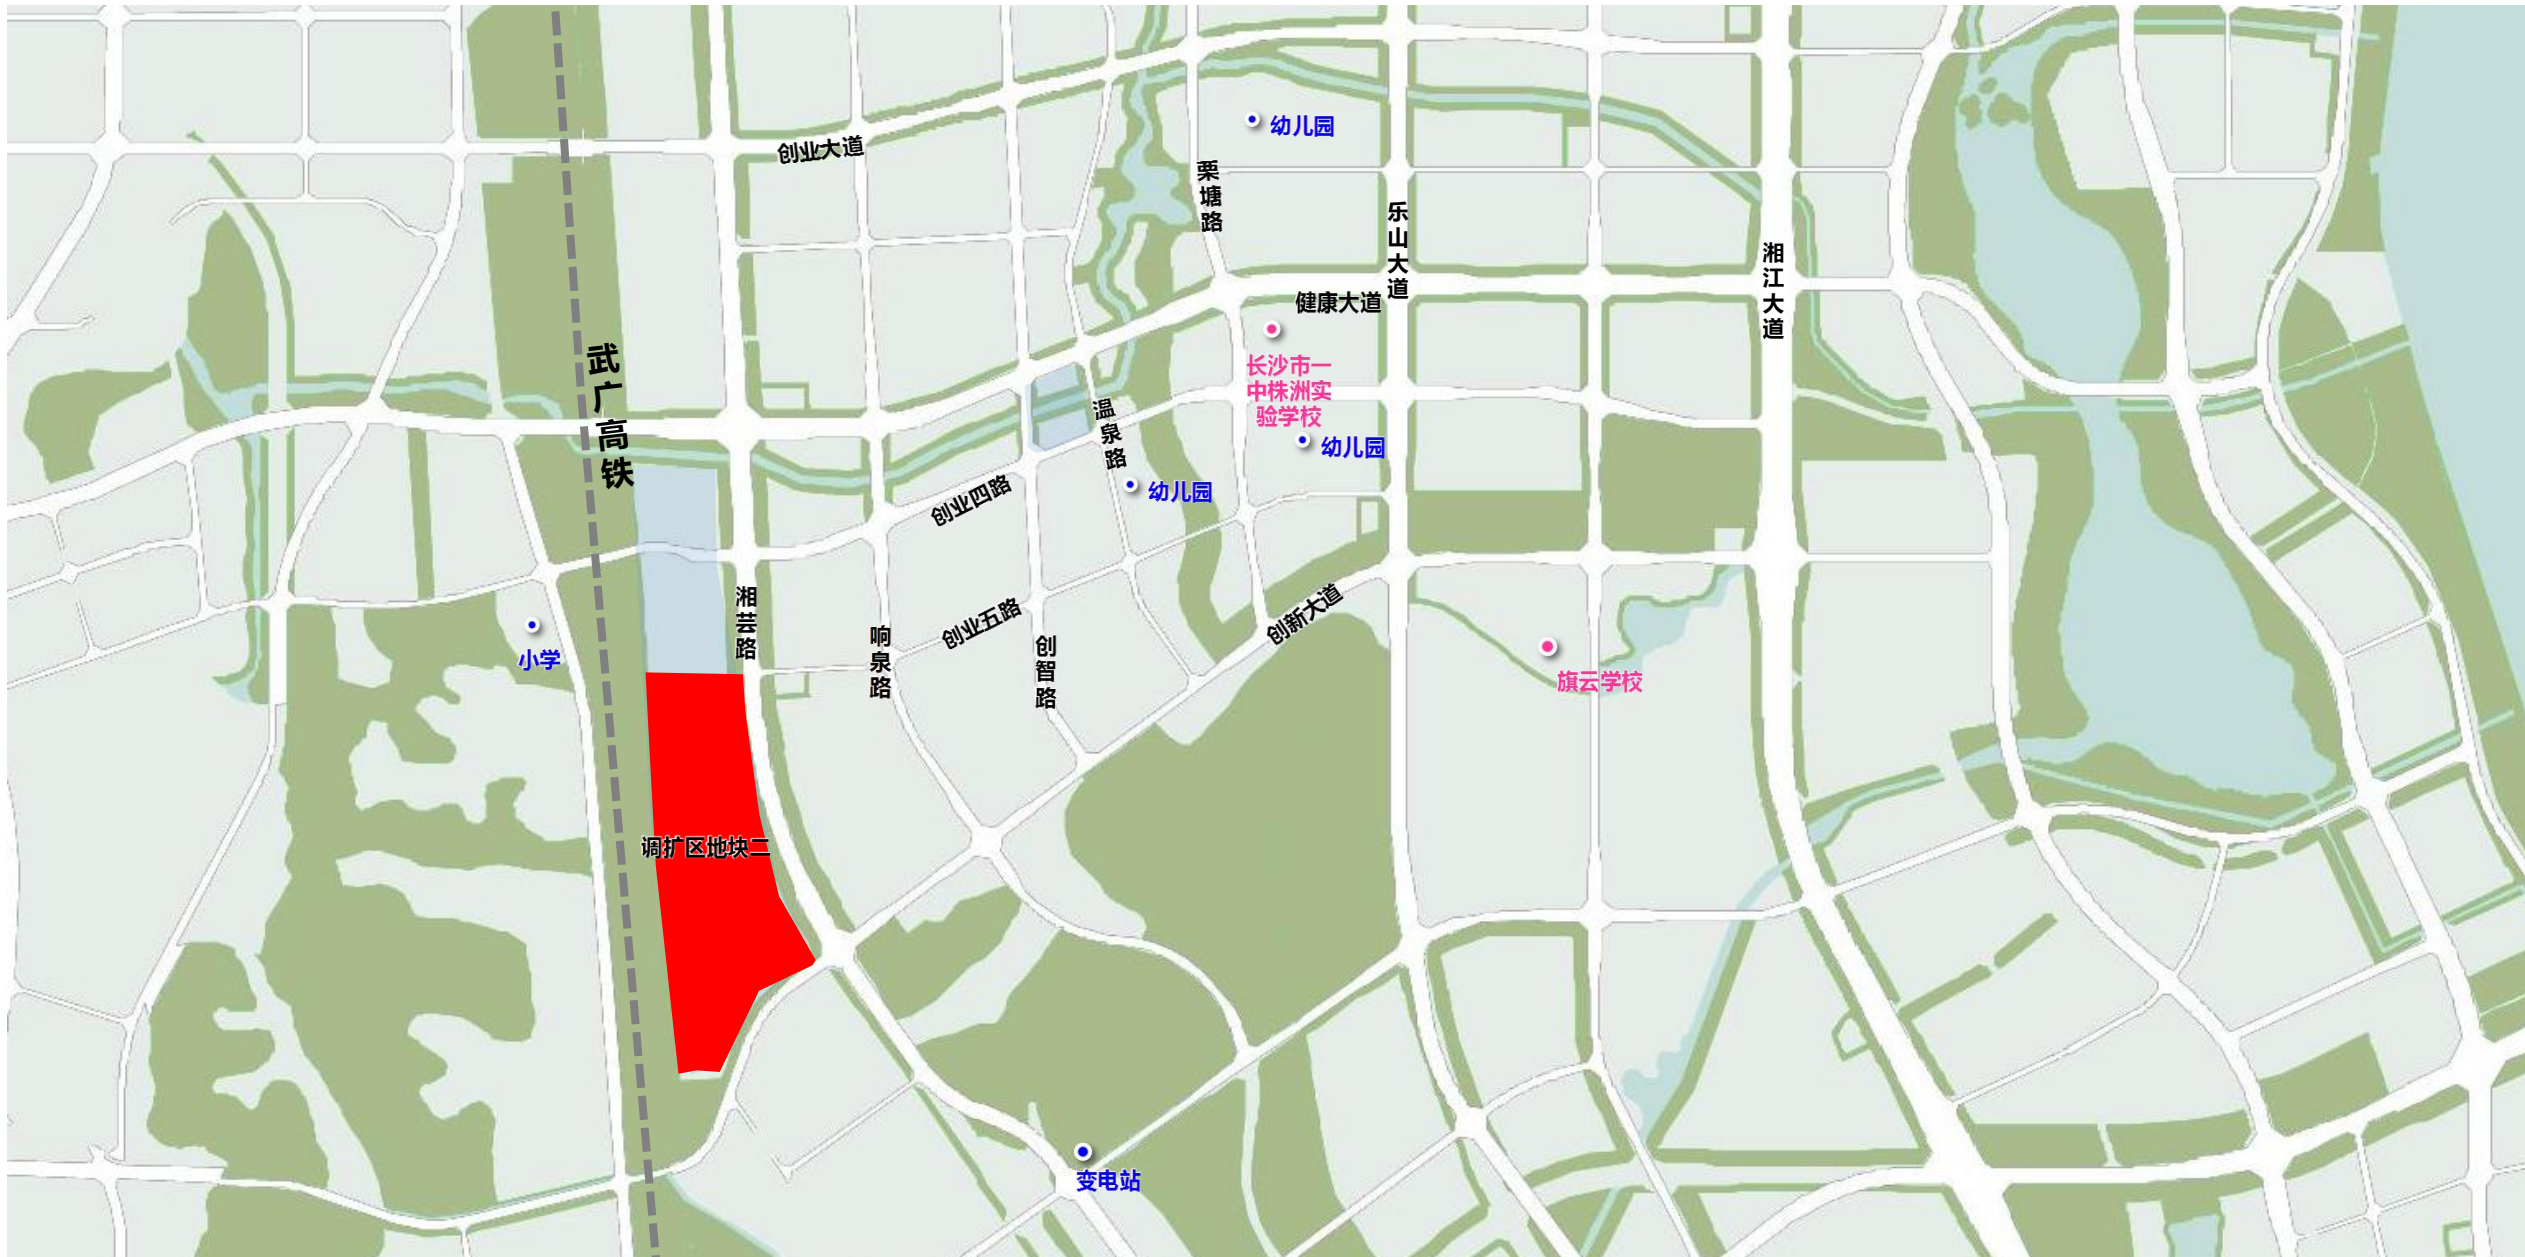 幼儿园
创业大道
栗塘路
乐山大道
湘江大道
健康大道
武广高铁
长沙市一
中株洲实
验学校
温泉路
幼儿园
幼儿园
创业四路
湘芸路
创业五路
创新大道
响泉路
创智路
小学
旗云学校
调扩区地块二
变电站